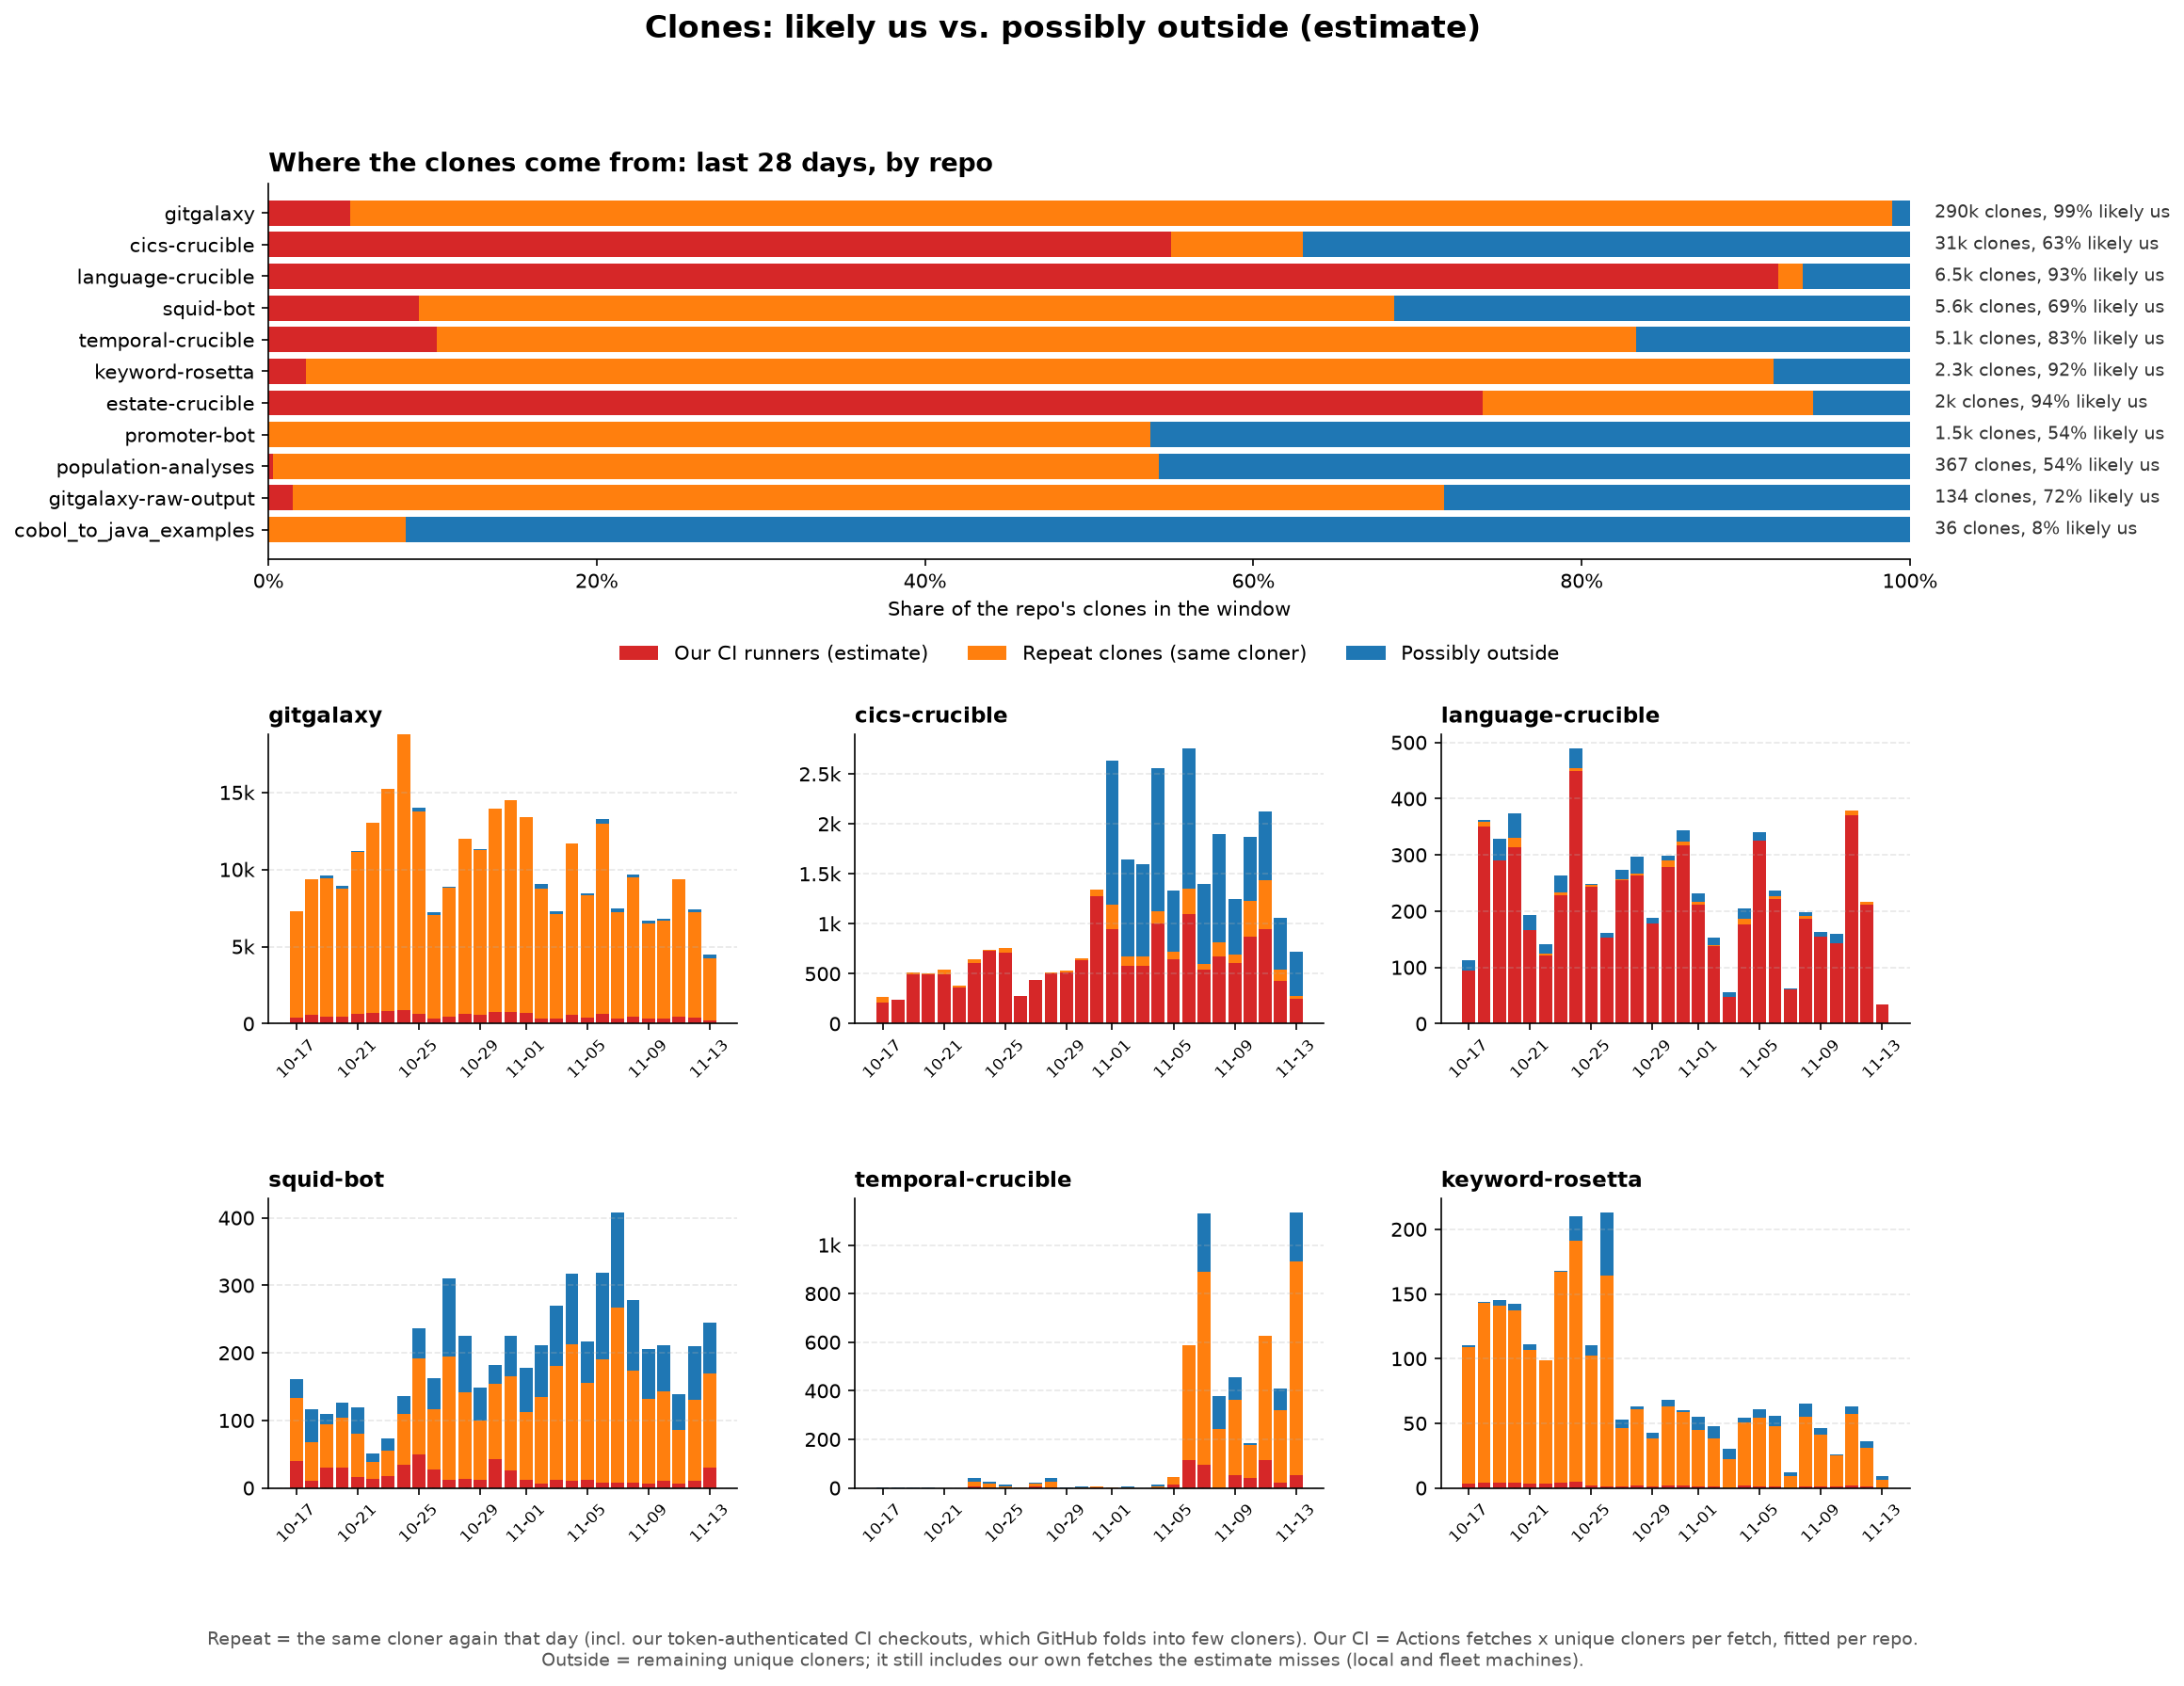 Clones: likely us vs. possibly outside (estimate)
Where the clones come from: last 28 days, by repo
gitgalaxy 290k clones, 99% likely us
cics-crucible 31k clones, 63% likely us
language-crucible 6.5k clones, 93% likely us
squid-bot 5.6k clones, 69% likely us
temporal-crucible 5.1k clones, 83% likely us
keyword-rosetta 2.3k clones, 92% likely us
estate-crucible 2k clones, 94% likely us
promoter-bot 1.5k clones, 54% likely us
population-analyses 367 clones, 54% likely us
gitgalaxy-raw-output 134 clones, 72% likely us
cobol_to_java_examples 36 clones, 8% likely us
0% 20% 40% 60% 80% 100%
Share of the repo's clones in the window
Our CI runners (estimate) Repeat clones (same cloner) Possibly outside
gitgalaxy
15k
10k
5k
0
10-17 10-21 10-25 10-29 11-01 11-05 11-09 11-13
cics-crucible
2.5k
2k
1.5k
1k
500
0
10-17 10-21 10-25 10-29 11-01 11-05 11-09 11-13
language-crucible
500
400
300
200
100
0
10-17 10-21 10-25 10-29 11-01 11-05 11-09 11-13
squid-bot
400
300
200
100
0
10-17 10-21 10-25 10-29 11-01 11-05 11-09 11-13
temporal-crucible
1k
800
600
400
200
0
10-17 10-21 10-25 10-29 11-01 11-05 11-09 11-13
keyword-rosetta
200
150
100
50
0
10-17 10-21 10-25 10-29 11-01 11-05 11-09 11-13
Repeat = the same cloner again that day (incl. our token-authenticated CI checkouts, which GitHub folds into few cloners). Our CI = Actions fetches x unique cloners per fetch, fitted per repo.
Outside = remaining unique cloners; it still includes our own fetches the estimate misses (local and fleet machines).